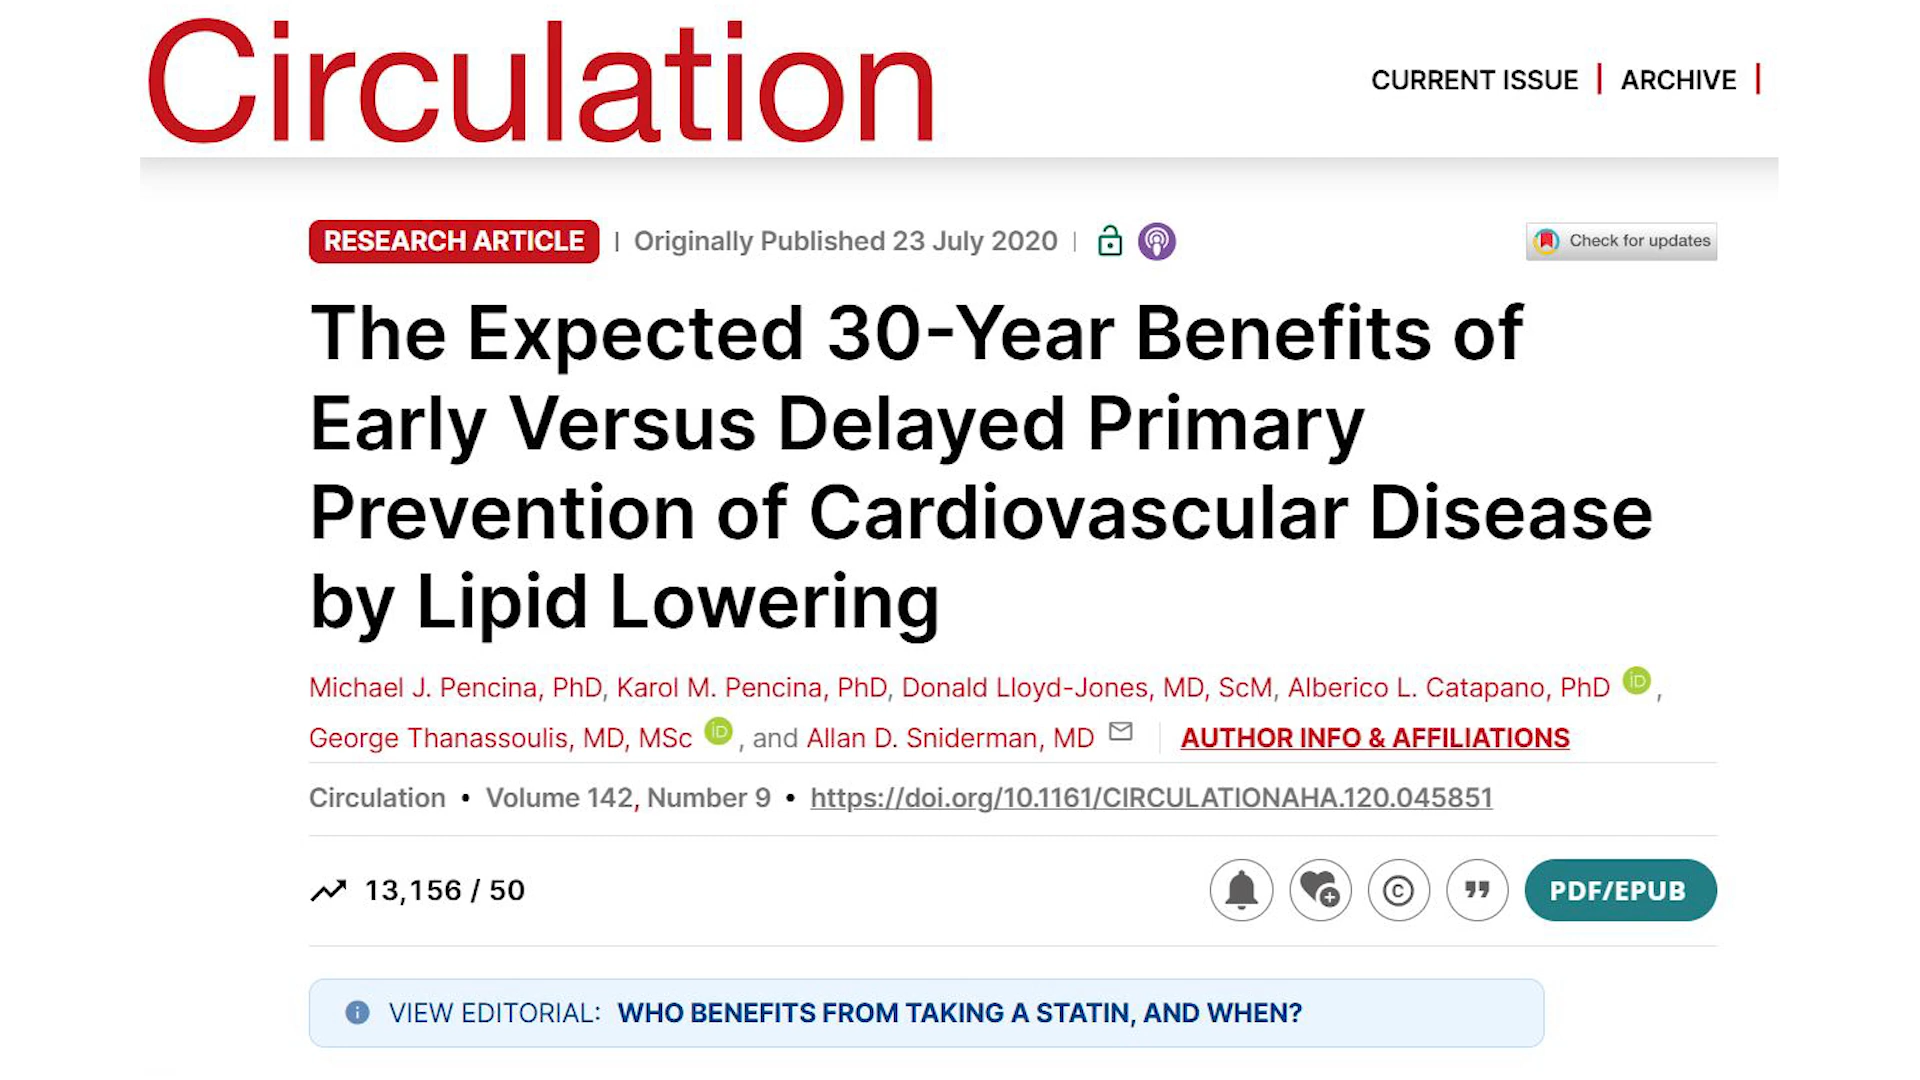 Circulation
CURRENT ISSUE | ARCHIVE |
RESEARCH ARTICLE | Originally Published 23 July 2020 |
Check for updates
The Expected 30-Year Benefits of
Early Versus Delayed Primary
Prevention of Cardiovascular Disease
by Lipid Lowering
Michael J. Pencina, PhD, Karol M. Pencina, PhD, Donald Lloyd-Jones, MD, ScM, Alberico L. Catapano, PhD iD ,
George Thanassoulis, MD, MSc iD , and Allan D. Sniderman, MD | AUTHOR INFO & AFFILIATIONS
Circulation • Volume 142, Number 9 • https://doi.org/10.1161/CIRCULATIONAHA.120.045851
13,156 / 50
PDF/EPUB
VIEW EDITORIAL: WHO BENEFITS FROM TAKING A STATIN, AND WHEN?